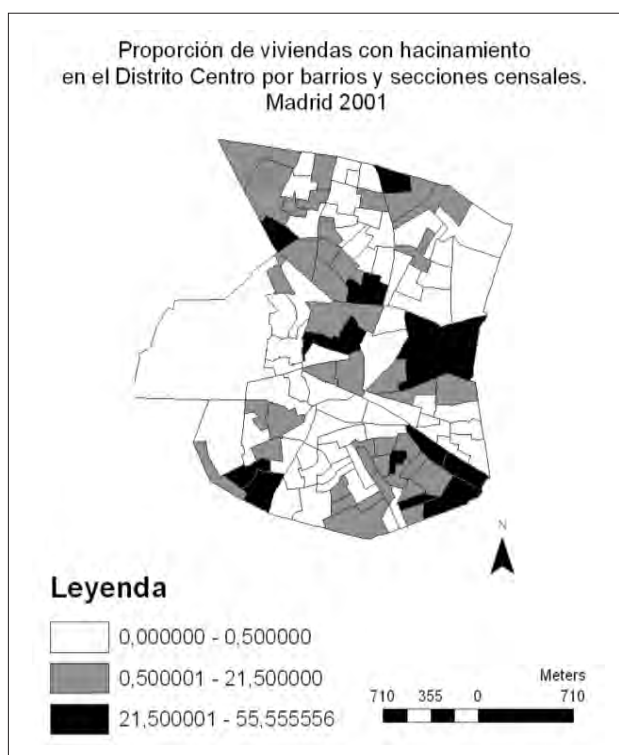 Proporción de viviendas con hacinamiento
en el Distrito Centro por barrios y secciones censales.
Madrid 2001
N
Leyenda
0,000000 - 0,500000
0,500001 - 21,500000
21,500001 - 55,555556
Meters
710 355 0 710